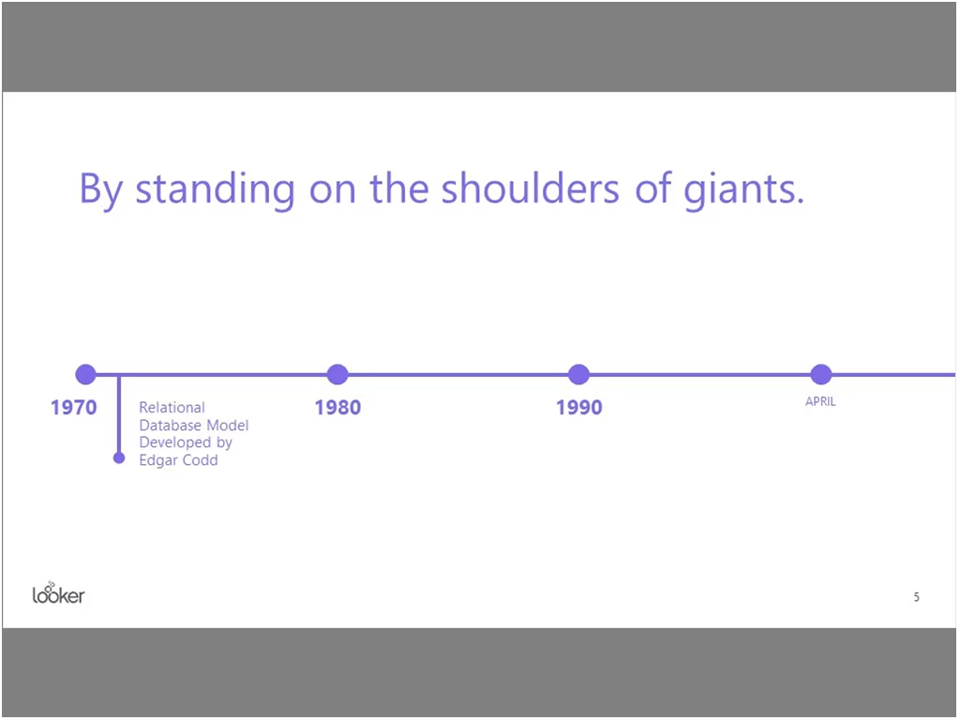 By standing on the shoulders of giants.
1970
Relational
Database Model
Developed by
Edgar Codd
1980
1990
APRIL
looker
5